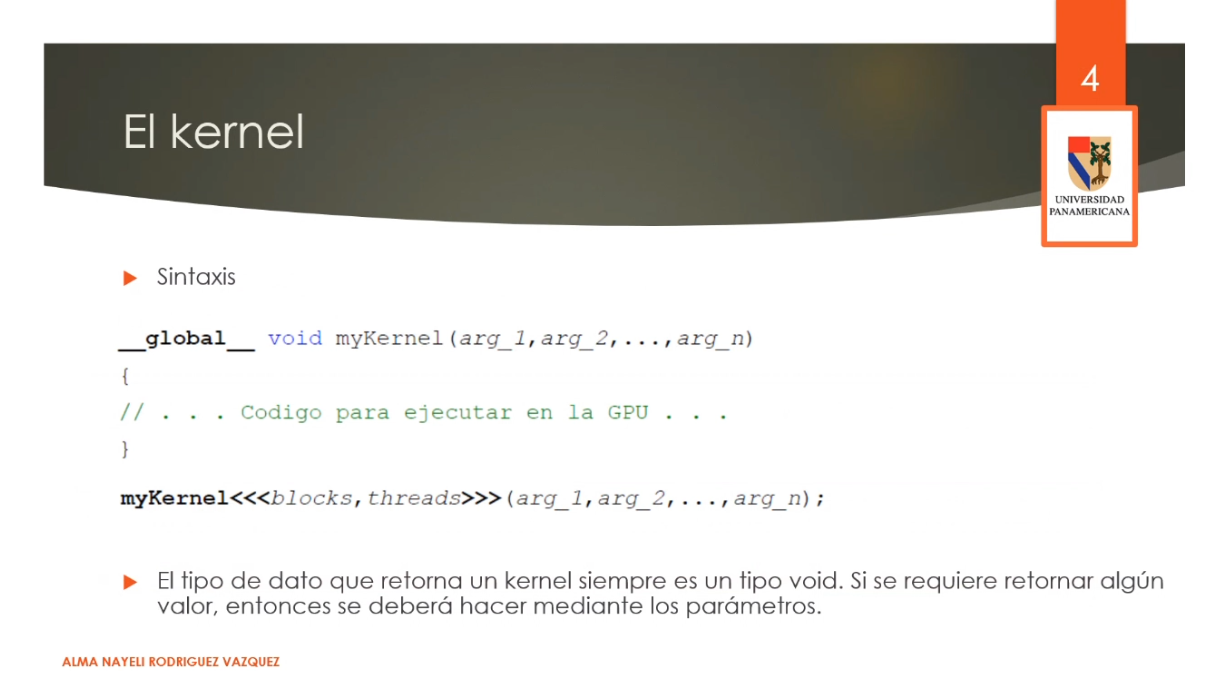 4
El kernel
UNIVERSIDAD
PANAMERICANA
Sintaxis
__global__ void myKernel(arg_1,arg_2,...,arg_n)
{
// . . . Codigo para ejecutar en la GPU . . .
}
myKernel<<<blocks,threads>>>(arg_1,arg_2,...,arg_n);
El tipo de dato que retorna un kernel siempre es un tipo void. Si se requiere retornar algún
valor, entonces se deberá hacer mediante los parámetros.
ALMA NAYELI RODRIGUEZ VAZQUEZ